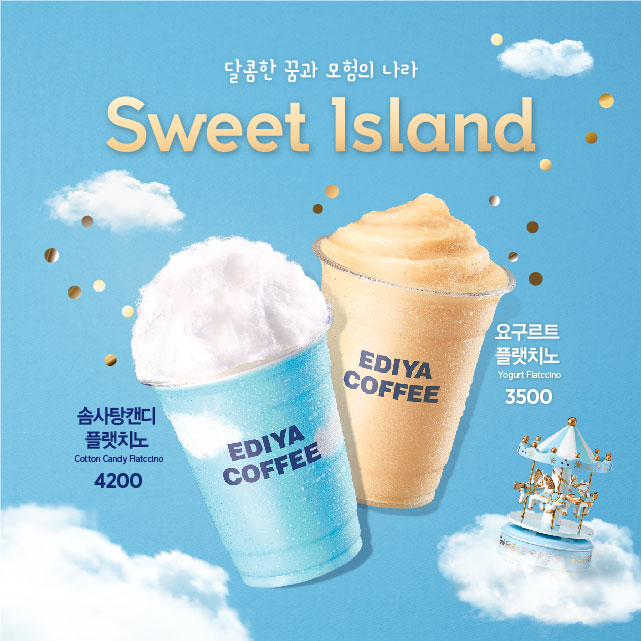 달콤한 꿈과 모험의 나라
Sweet Island
EDIYA
COFFEE
요구르트
플랫치노
Yogurt Flatccino
3500
솜사탕캔디
플랫치노
Cotton Candy Flatccino
4200
EDIYA
COFFEE